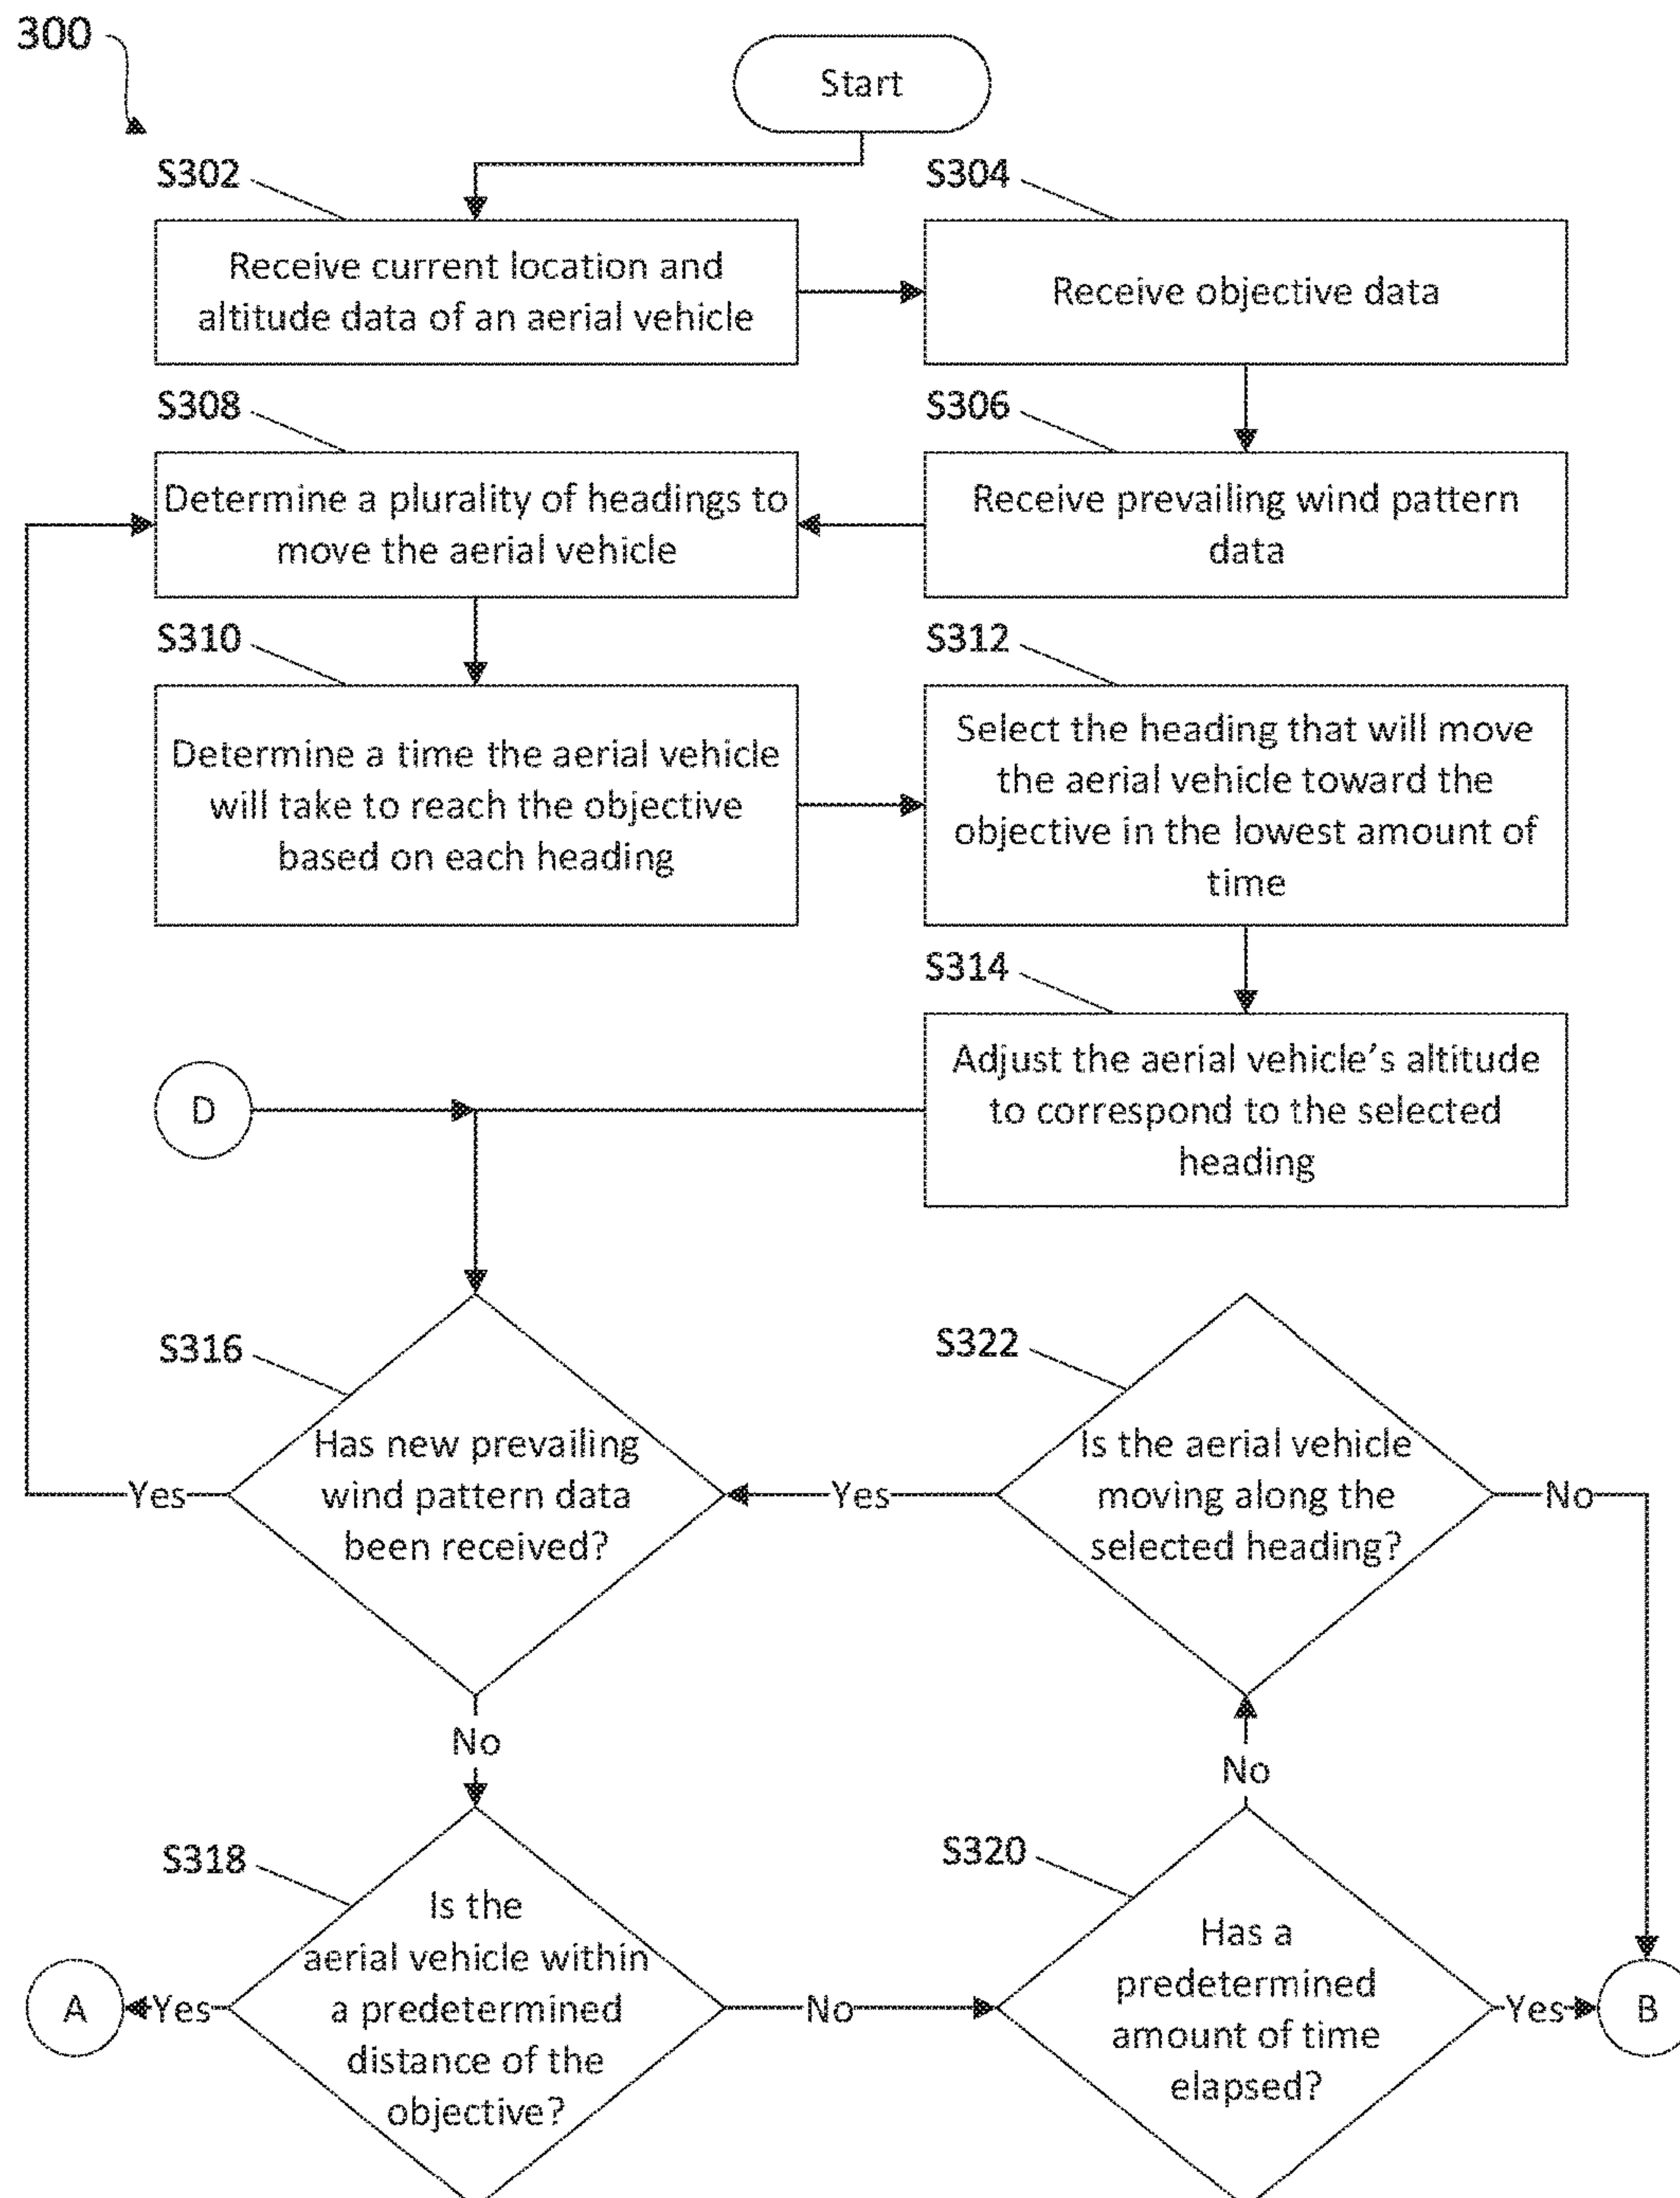 300
Start
S302
Receive current location and
altitude data of an aerial vehicle
S304
Receive objective data
S308
Determine a plurality of headings to
move the aerial vehicle
S306
Receive prevailing wind pattern
data
S310
Determine a time the aerial vehicle
will take to reach the objective
based on each heading
S312
Select the heading that will move
the aerial vehicle toward the
objective in the lowest amount of
time
S314
Adjust the aerial vehicle's altitude
to correspond to the selected
heading
D
S316
Has new prevailing
wind pattern data
been received?
Yes
No
S322
Is the aerial vehicle
moving along the
selected heading?
Yes
No
S318
Is the
aerial vehicle within
a predetermined
distance of the
objective?
Yes
A
No
S320
Has a
predetermined
amount of time
elapsed?
No
Yes
B